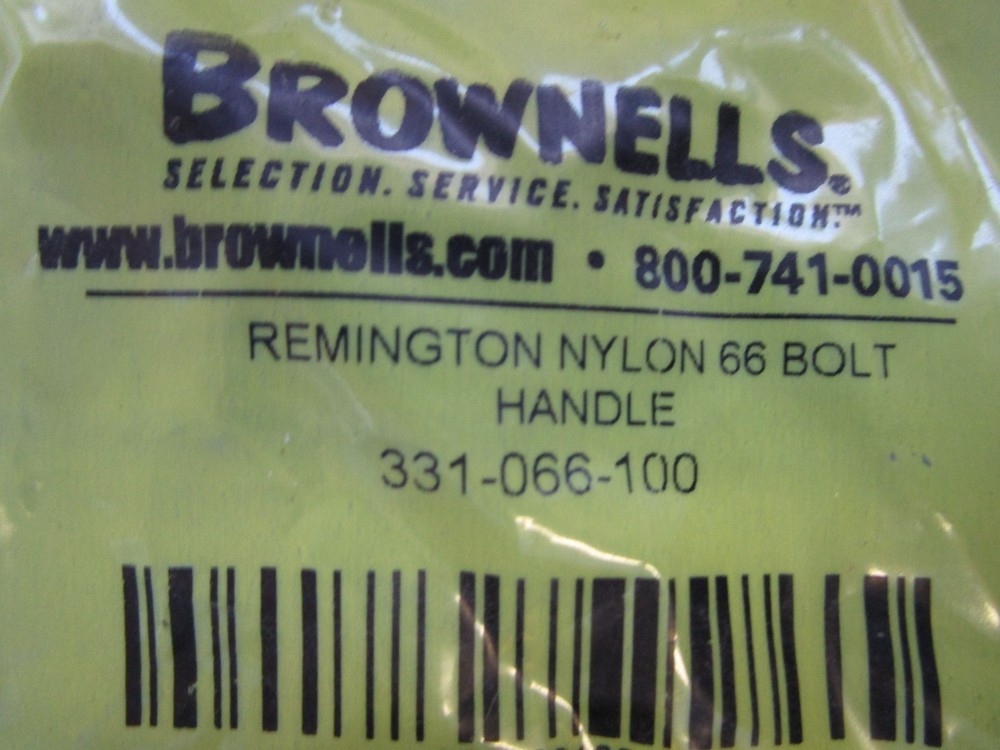 BROWNELLS®
SELECTION. SERVICE. SATISFACTION.™
www.brownells.com • 800-741-0015
REMINGTON NYLON 66 BOLT
HANDLE
331-066-100